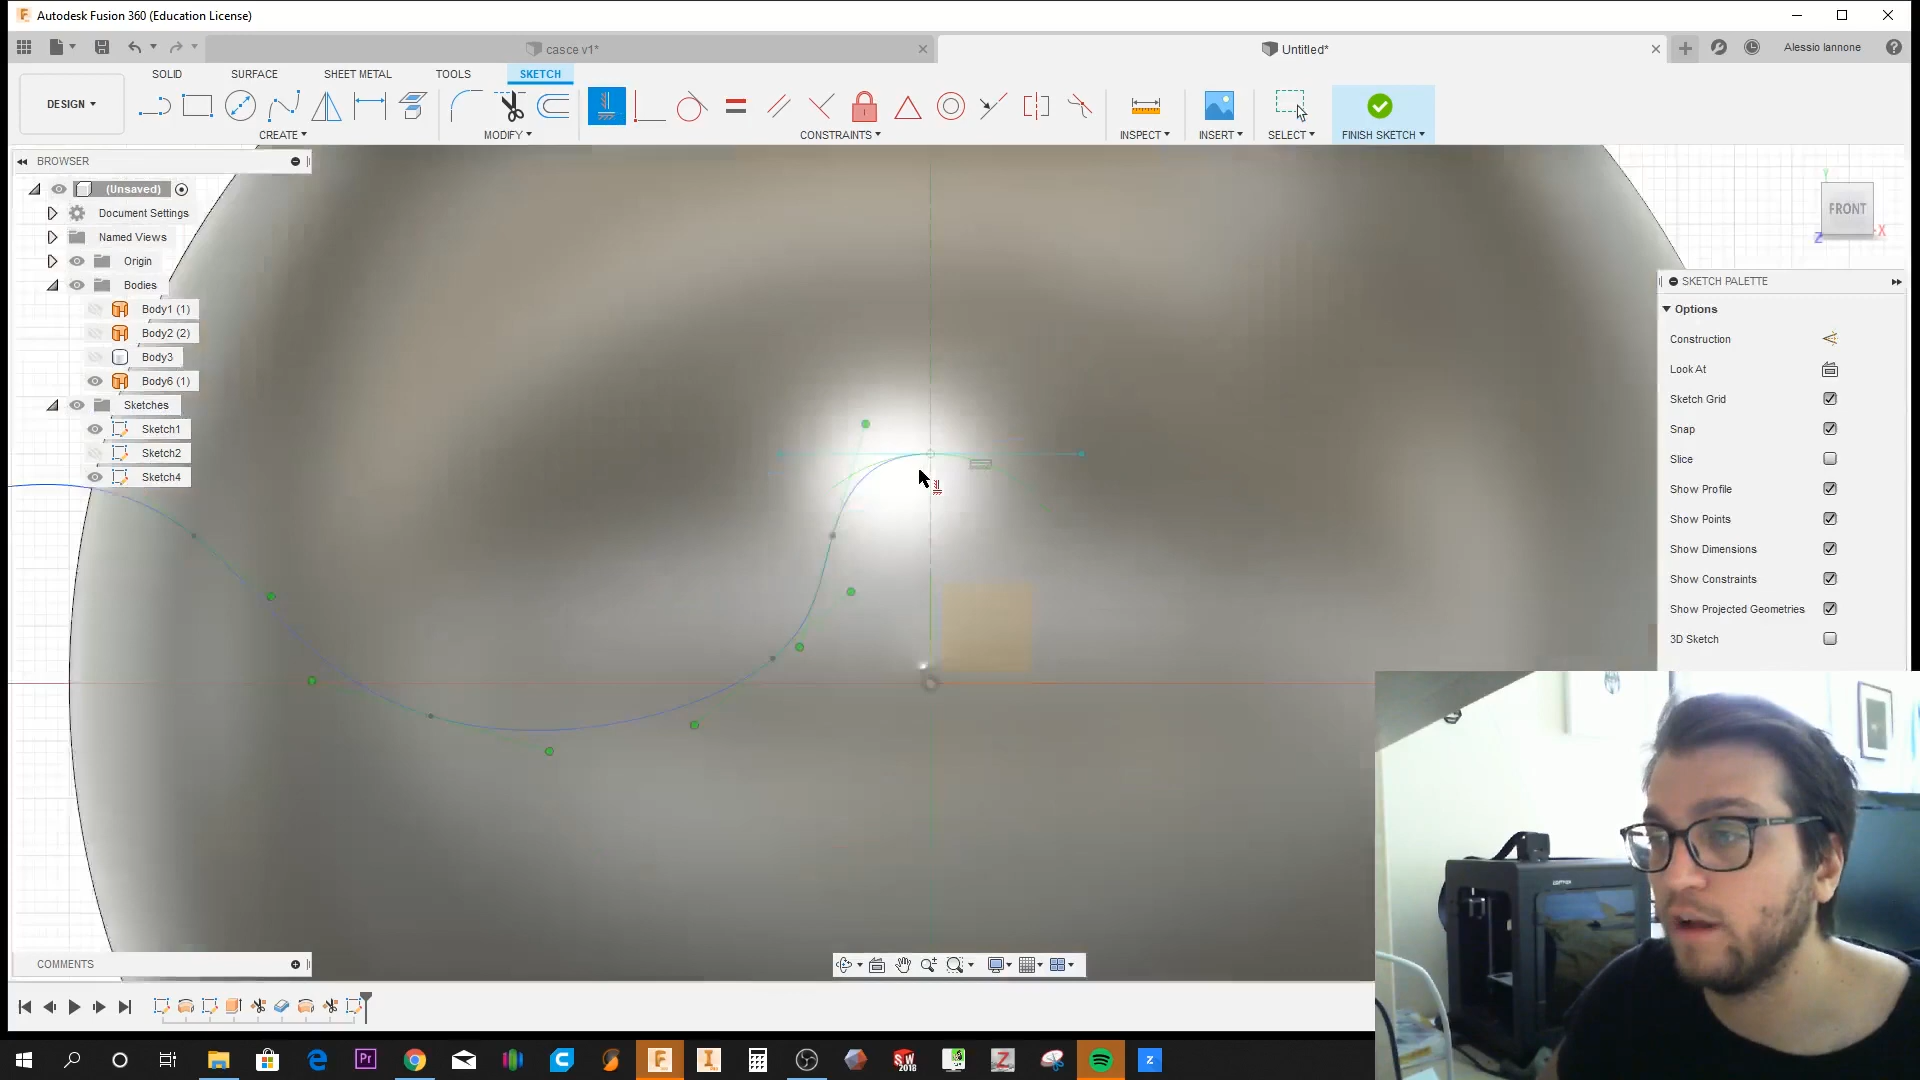 Autodesk Fusion 360 (Education License)
casce v1*
Untitled*
Alessio Iannone
DESIGN
SOLID
SURFACE
SHEET METAL
TOOLS
SKETCH
CREATE
MODIFY
CONSTRAINTS
INSPECT
INSERT
SELECT
FINISH SKETCH
BROWSER
(Unsaved)
Document Settings
Named Views
Origin
Bodies
Body1 (1)
Body2 (2)
Body3
Body6 (1)
Sketches
Sketch1
Sketch2
Sketch4
Y
FRONT
X
Z
SKETCH PALETTE
Options
Construction
Look At
Sketch Grid
Snap
Slice
Show Profile
Show Points
Show Dimensions
Show Constraints
Show Projected Geometries
3D Sketch
COMMENTS
Pr
SW
2018
Z
Z